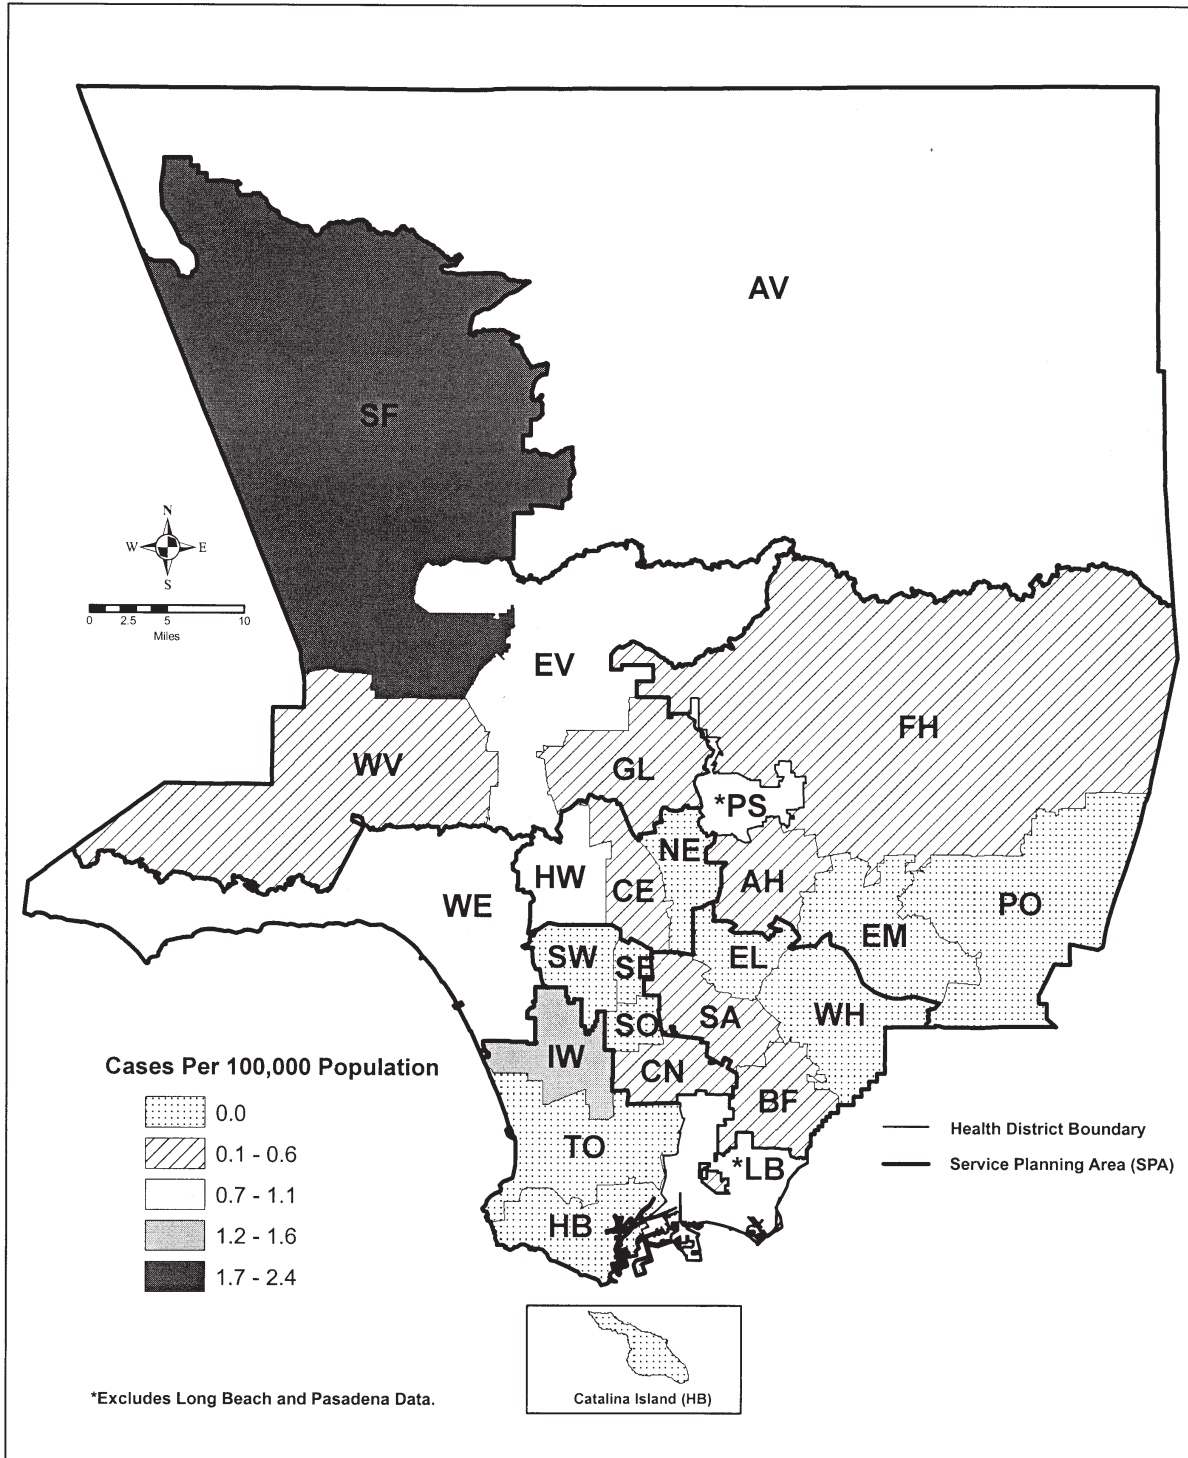 AV
SF
N
W E
S
0 2.5 5 10
Miles
EV
FH
WV
GL
*PS
NE
HW
CE
AH
WE
PO
EM
SW
SE
EL
SO
SA
WH
IW
CN
BF
Cases Per 100,000 Population
0.0
0.1 - 0.6
0.7 - 1.1
1.2 - 1.6
1.7 - 2.4
TO
*LB
HB
Health District Boundary
Service Planning Area (SPA)
Catalina Island (HB)
*Excludes Long Beach and Pasadena Data.